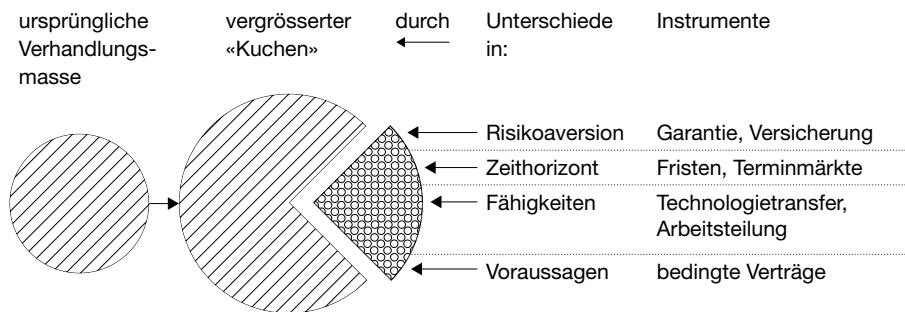 ursprüngliche
Verhandlungs-
masse
vergrösserter
«Kuchen»
durch
Unterschiede
in:
Instrumente
Risikoaversion Garantie, Versicherung
Zeithorizont Fristen, Terminmärkte
Fähigkeiten Technologietransfer,
Arbeitsteilung
Voraussagen bedingte Verträge